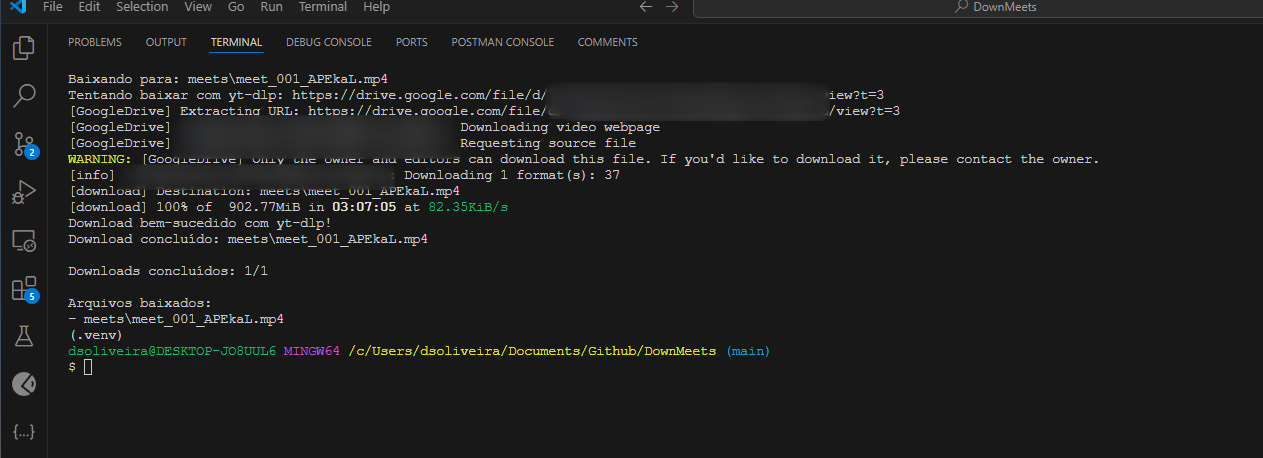 File Edit Selection View Go Run Terminal Help DownMeets
PROBLEMS OUTPUT TERMINAL DEBUG CONSOLE PORTS POSTMAN CONSOLE COMMENTS
Baixando para: meets\meet_001_APEkaL.mp4
Tentando baixar com yt-dlp: https://drive.google.com/file/d/ view?t=3
[GoogleDrive] Extracting URL: https://drive.google.com/file/ /view?t=3
[GoogleDrive] Downloading video webpage
[GoogleDrive] Requesting source file
WARNING: [GoogleDrive] Only the owner and editors can download this file. If you'd like to download it, please contact the owner.
[info] : Downloading 1 format(s): 37
[download] Destination: meets\meet_001_APEkaL.mp4
[download] 100% of 902.77MiB in 03:07:05 at 82.35KiB/s
Download bem-sucedido com yt-dlp!
Download concluído: meets\meet_001_APEkaL.mp4
Downloads concluídos: 1/1
Arquivos baixados:
- meets\meet_001_APEkaL.mp4
(.venv)
dsoliveira@DESKTOP-JO8UUL6 MINGW64 /c/Users/dsoliveira/Documents/Github/DownMeets (main)
$
2
5
{...}